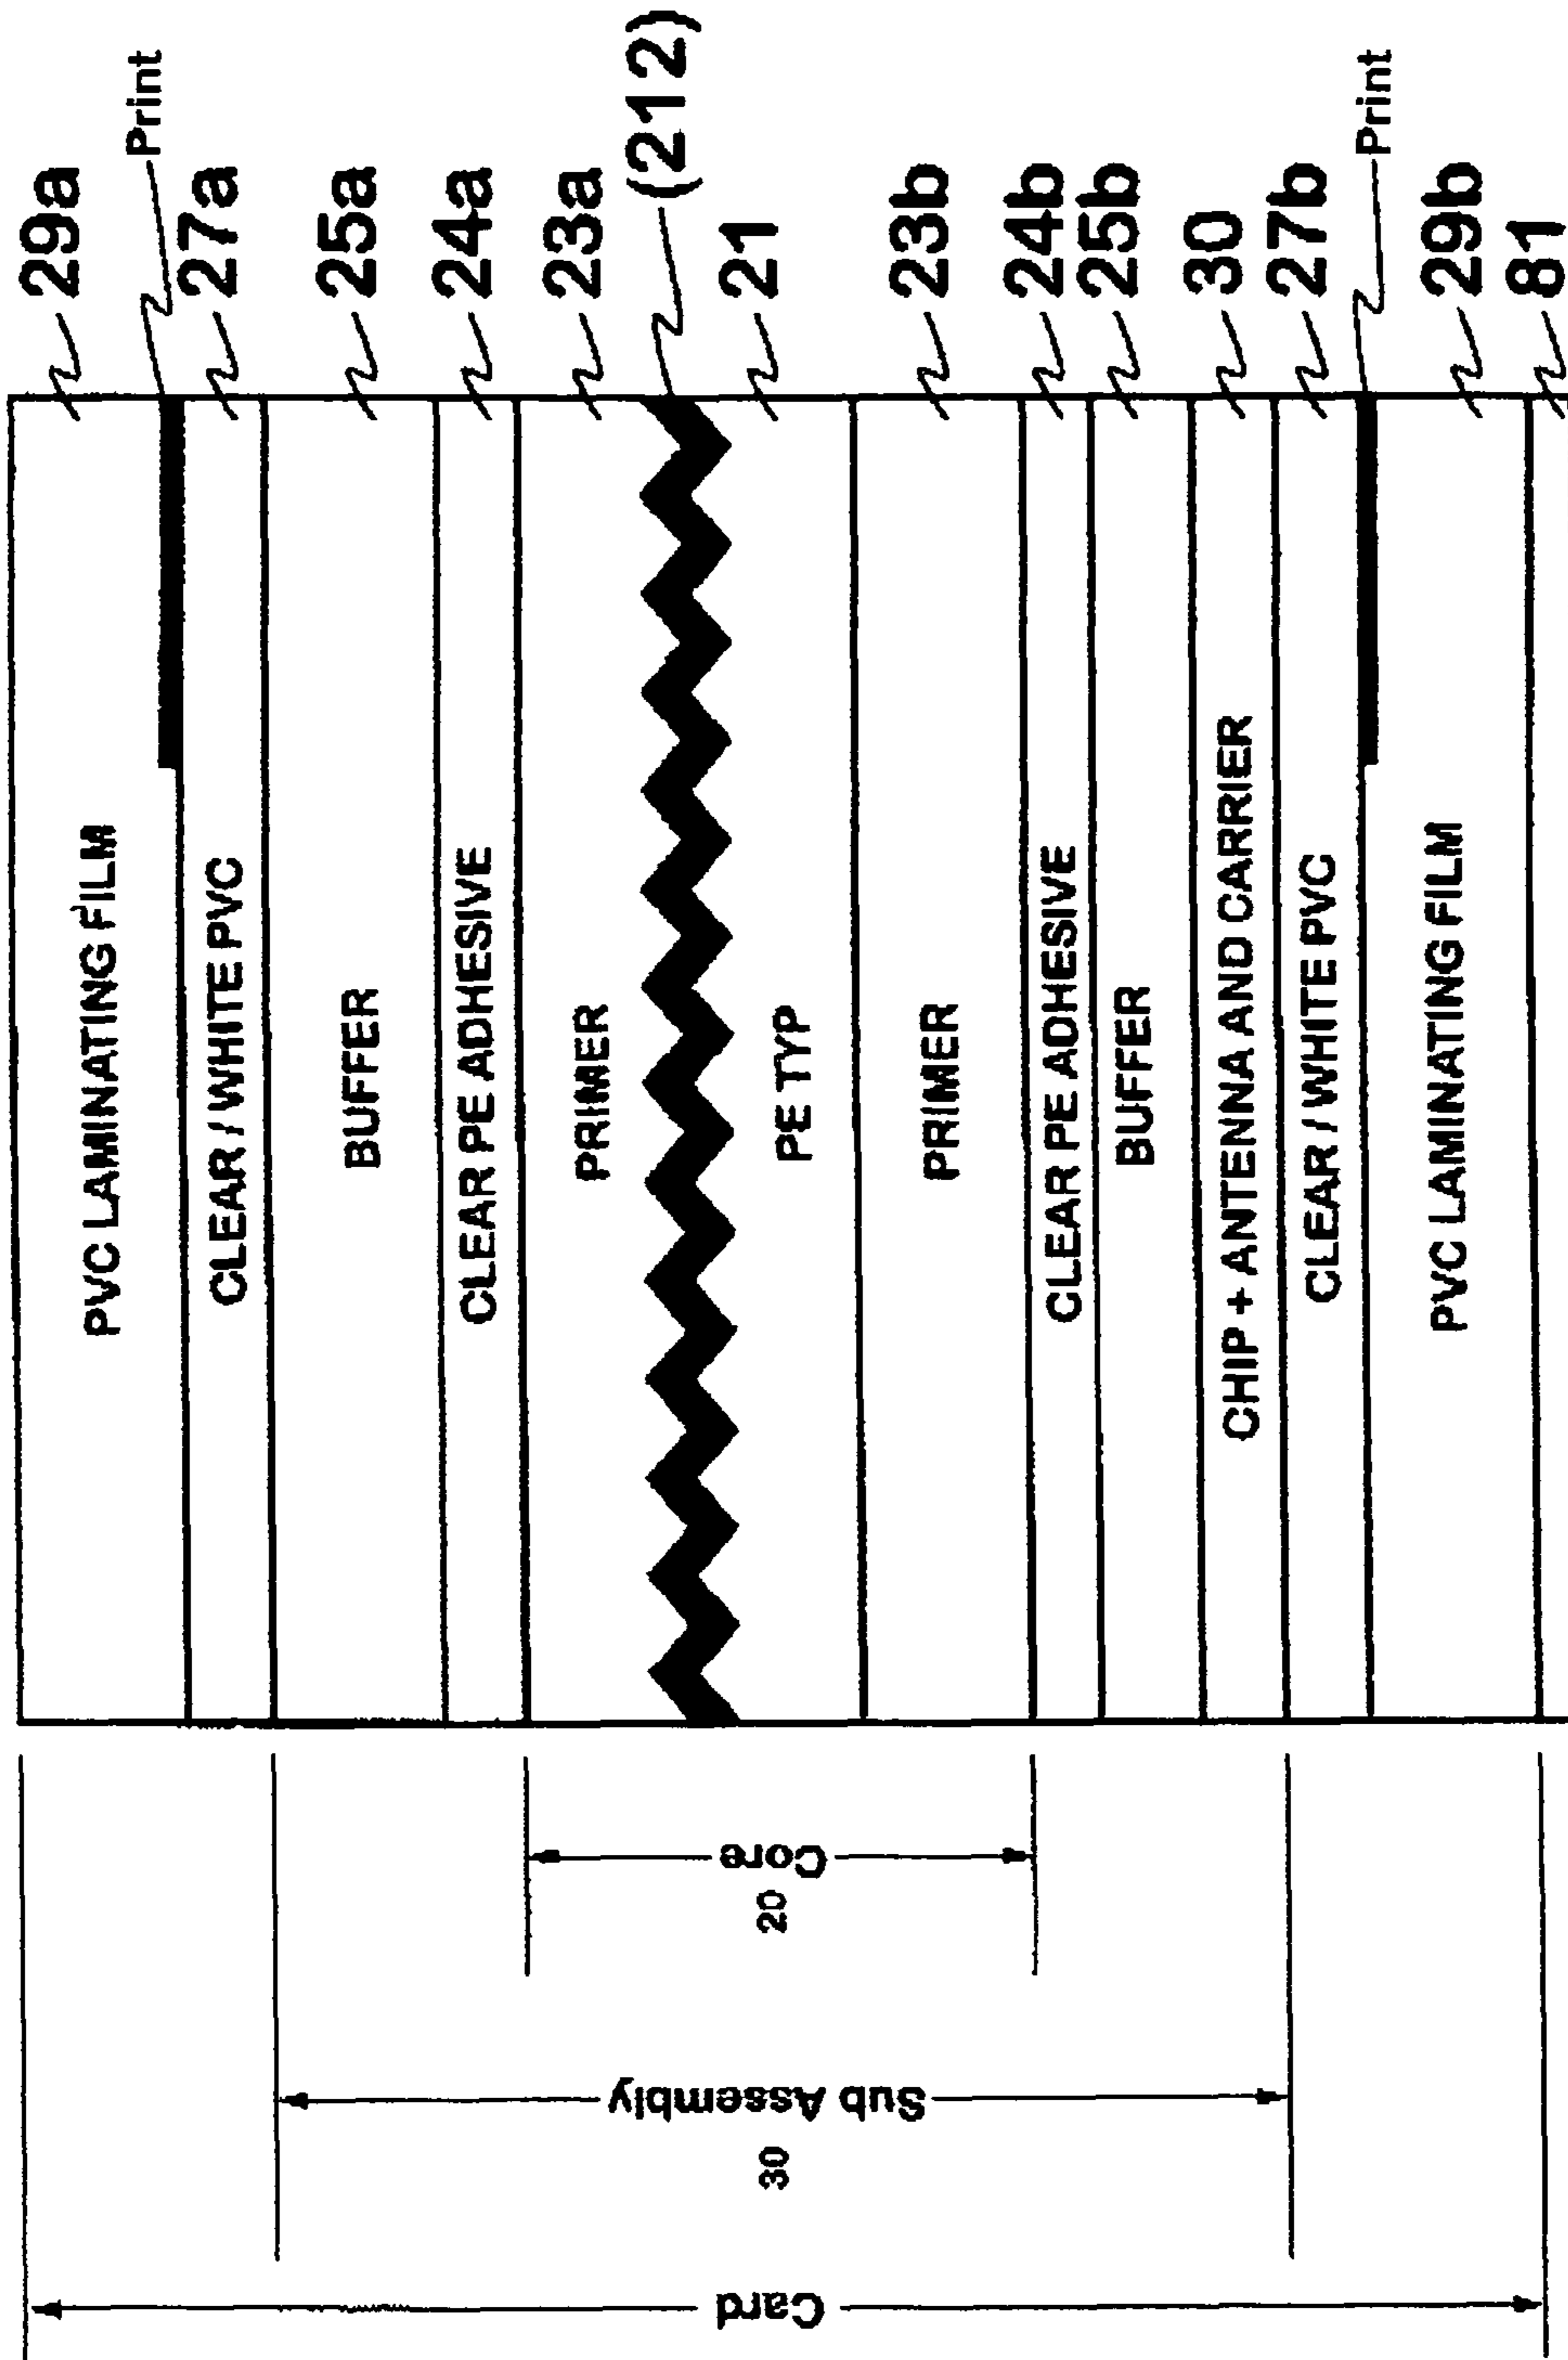 29a
Print
27a
25a
24a
23a
(212)
21
23b
24b
25b
30
27b
Print
29b
81
PVC LAMINATING FILM
CLEAR / WHITE PVC
BUFFER
CLEAR PE ADHESIVE
PRIMER
PE TYP
PRIMER
CLEAR PE ADHESIVE
BUFFER
CHIP + ANTENNA AND CARRIER
CLEAR / WHITE PVC
PVC LAMINATING FILM
Core
20
Sub Assembly
30
Card